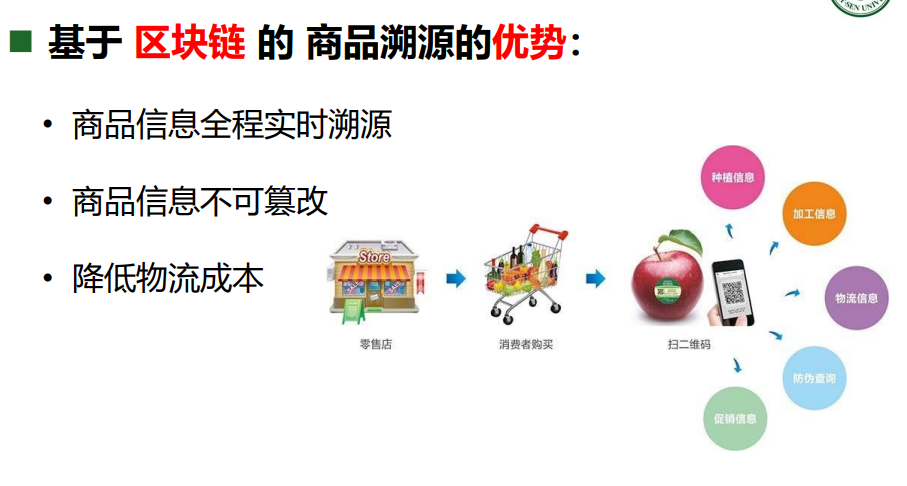 基于 区块链 的 商品溯源的优势：
• 商品信息全程实时溯源
• 商品信息不可篡改
• 降低物流成本
Store
零售店
消费者购买
扫二维码
种植信息
加工信息
物流信息
防伪查询
促销信息